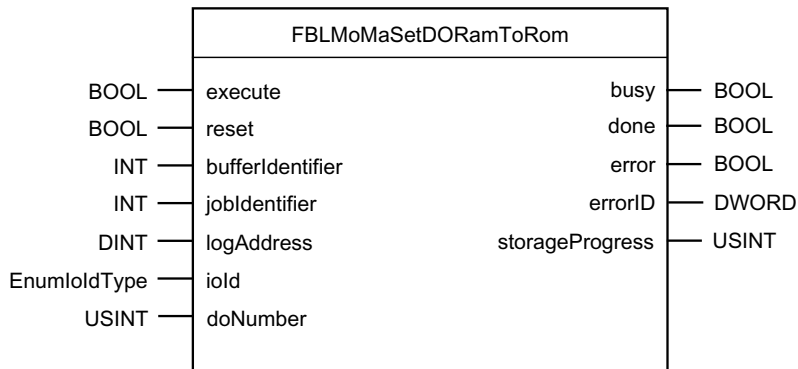 FBLMoMaSetDORamToRom
BOOL execute busy BOOL
BOOL reset done BOOL
INT bufferIdentifier error BOOL
INT jobIdentifier errorID DWORD
DINT logAddress storageProgress USINT
EnumIoIdType ioId
USINT doNumber